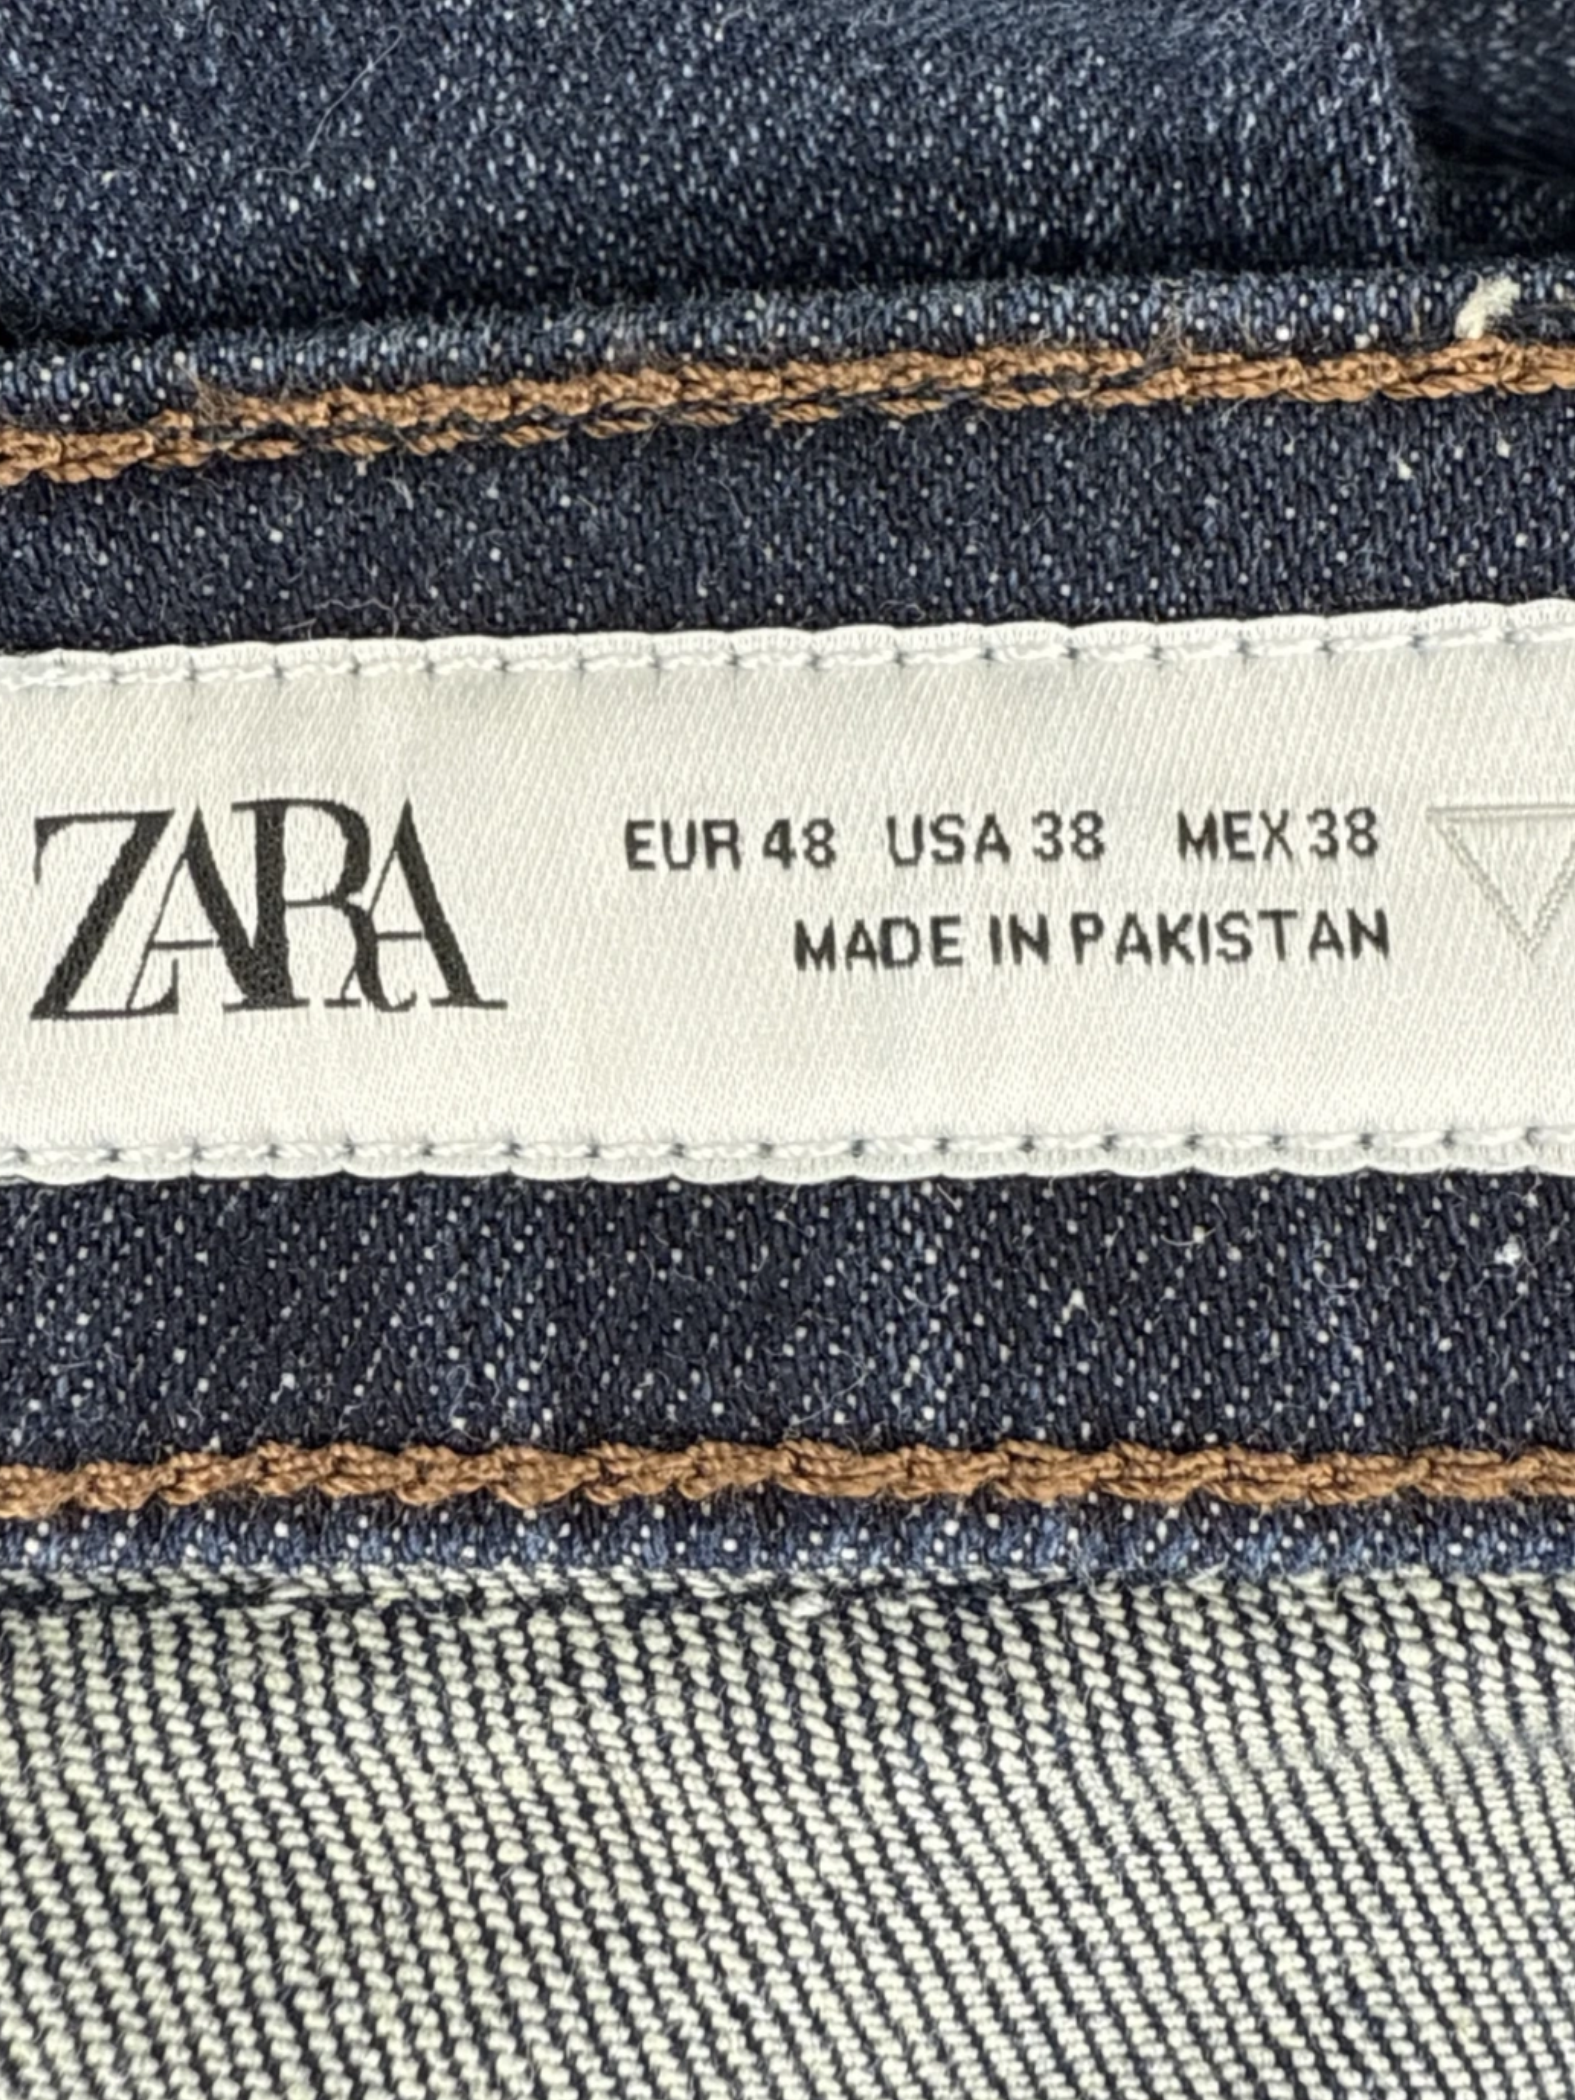 ZARA
EUR 48 USA 38 MEX 38
MADE IN PAKISTAN